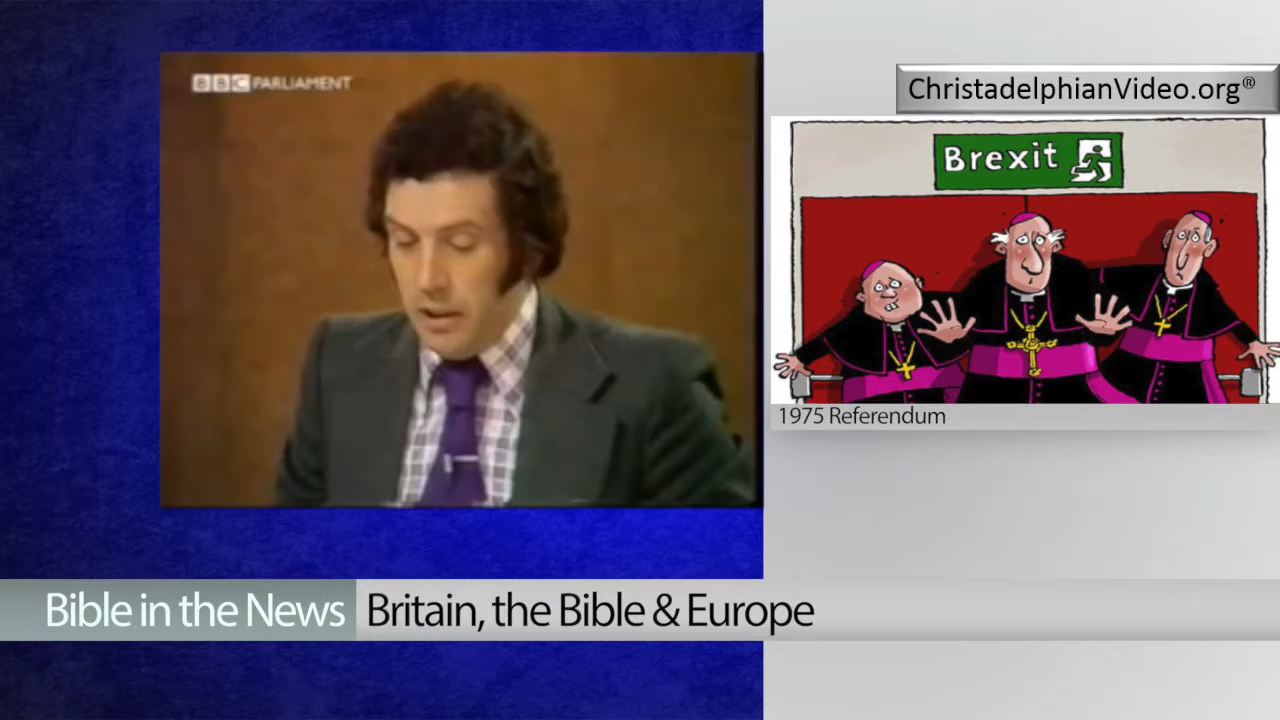 BBC PARLIAMENT
ChristadelphianVideo.org®
Brexit
1975 Referendum
Bible in the News
Britain, the Bible & Europe